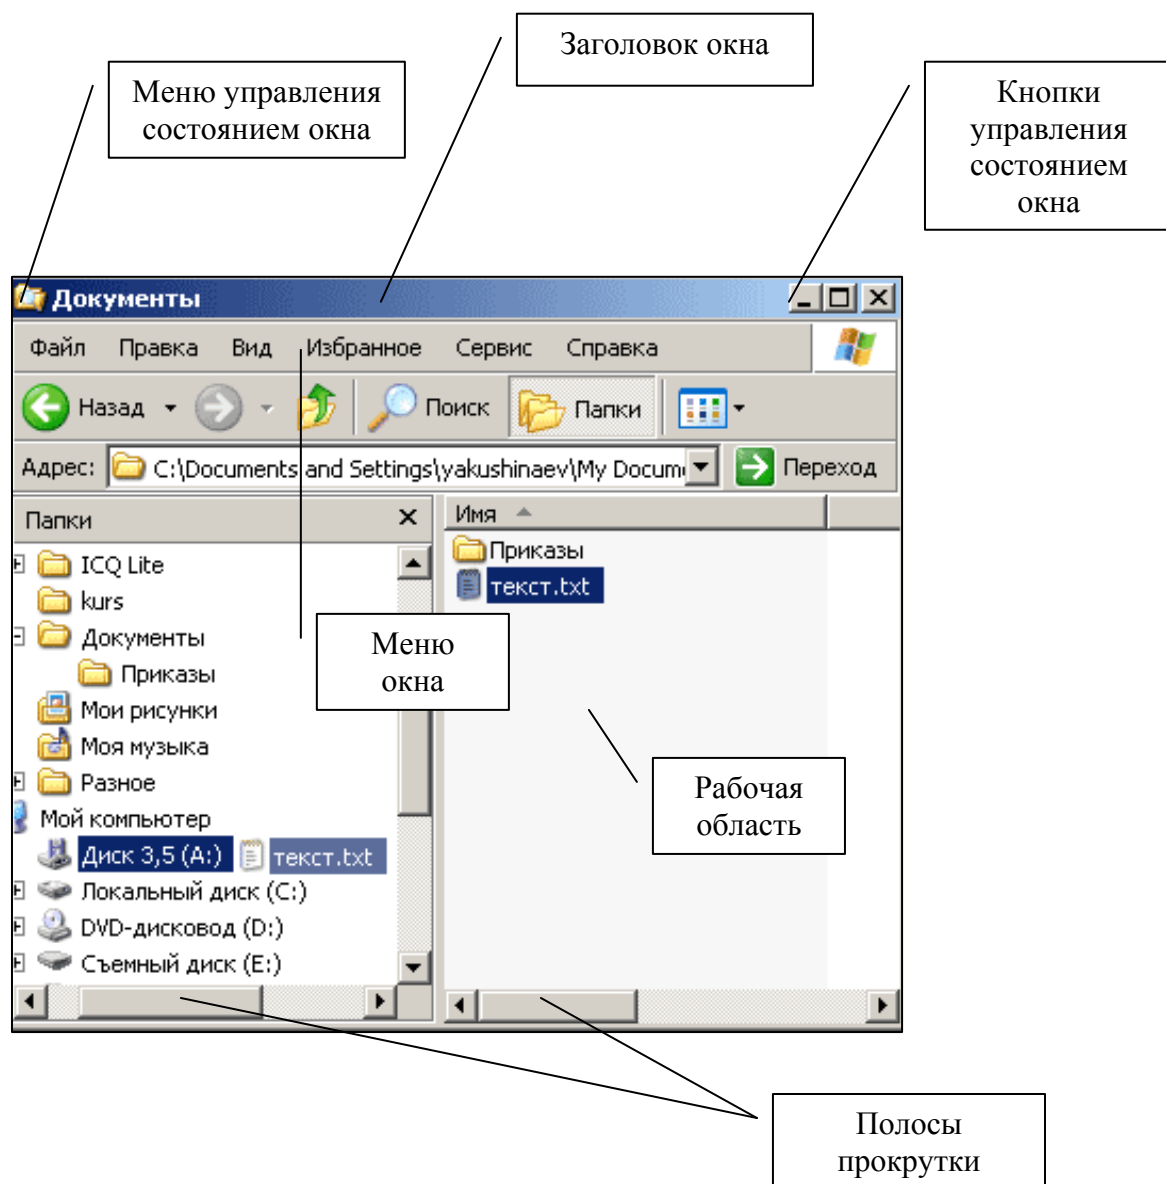 Заголовок окна
Меню управления
состоянием окна
Кнопки
управления
состоянием
окна
Документы
Файл Правка Вид Избранное Сервис Справка
Назад Поиск Папки
Адрес: C:\Documents and Settings\yakushinaev\My Docum Переход
Папки
Имя
ICQ Lite
kurs
Документы
Приказы
Мои рисунки
Моя музыка
Разное
Мой компьютер
Диск 3,5 (A:) текст.txt
Локальный диск (C:)
DVD-дисковод (D:)
Съемный диск (E:)
Приказы
текст.txt
Меню
окна
Рабочая
область
Полосы
прокрутки